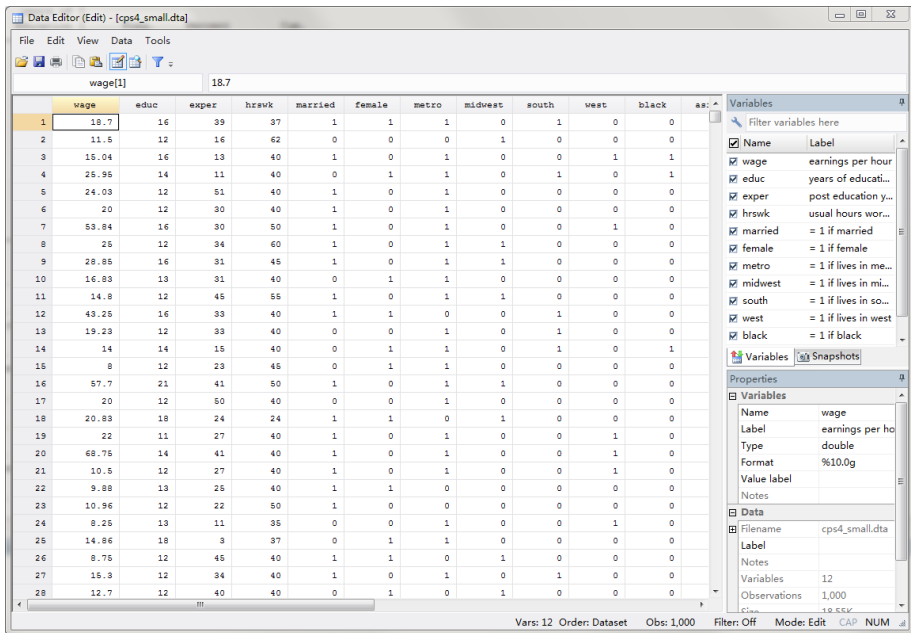 Data Editor (Edit) - [cps4_small.dta]
File Edit View Data Tools
wage[1] 18.7
wage educ exper hrswk married female metro midwest south west black
1 18.7 16 39 37 1 1 1 0 1 0 0
2 11.5 12 16 62 0 0 0 1 0 0 0
3 15.04 16 13 40 1 0 1 0 0 1 1
4 25.95 14 11 40 0 1 1 0 1 0 1
5 24.03 12 51 40 1 0 1 0 0 0 0
6 20 12 30 40 1 0 1 0 0 0 0
7 53.84 16 30 50 1 0 1 0 0 1 0
8 25 12 34 60 1 0 1 1 0 0 0
9 28.85 16 31 45 1 0 1 1 0 0 0
10 16.83 13 31 40 0 1 1 1 0 0 0
11 14.8 12 45 55 1 0 1 1 0 0 0
12 43.25 16 33 40 1 1 0 0 1 0 0
13 19.23 12 33 40 0 0 1 0 1 0 0
14 14 14 15 40 0 1 1 0 1 0 1
15 8 12 23 45 0 1 1 0 0 0 0
16 57.7 21 41 50 1 0 1 1 0 0 0
17 20 12 50 40 0 0 1 0 0 0 0
18 20.83 18 24 24 1 1 0 1 0 0 0
19 22 11 27 40 1 0 1 0 0 1 0
20 68.75 14 41 40 1 0 1 0 0 1 0
21 10.5 12 27 40 1 0 1 0 0 1 0
22 9.88 13 25 40 1 1 0 0 0 0 0
23 10.96 12 22 50 1 0 0 0 0 0 0
24 8.25 13 11 35 0 0 1 0 0 1 0
25 14.86 18 3 37 0 1 1 0 0 0 0
26 8.75 12 45 40 1 1 0 1 0 0 0
27 15.3 12 34 40 1 0 1 0 1 0 0
28 12.7 12 40 40 0 1 0 1 0 0 0
Variables
Filter variables here
Name Label
wage earnings per hour
educ years of educati...
exper post education y...
hrswk usual hours wor...
married = 1 if married
female = 1 if female
metro = 1 if lives in me...
midwest = 1 if lives in mi...
south = 1 if lives in so...
west = 1 if lives in west
black = 1 if black
Variables Snapshots
Properties
Variables
Name wage
Label earnings per ho
Type double
Format %10.0g
Value label
Notes
Data
Filename cps4_small.dta
Label
Notes
Variables 12
Observations 1,000
Size 18.55K
Vars: 12 Order: Dataset Obs: 1,000 Filter: Off Mode: Edit CAP NUM